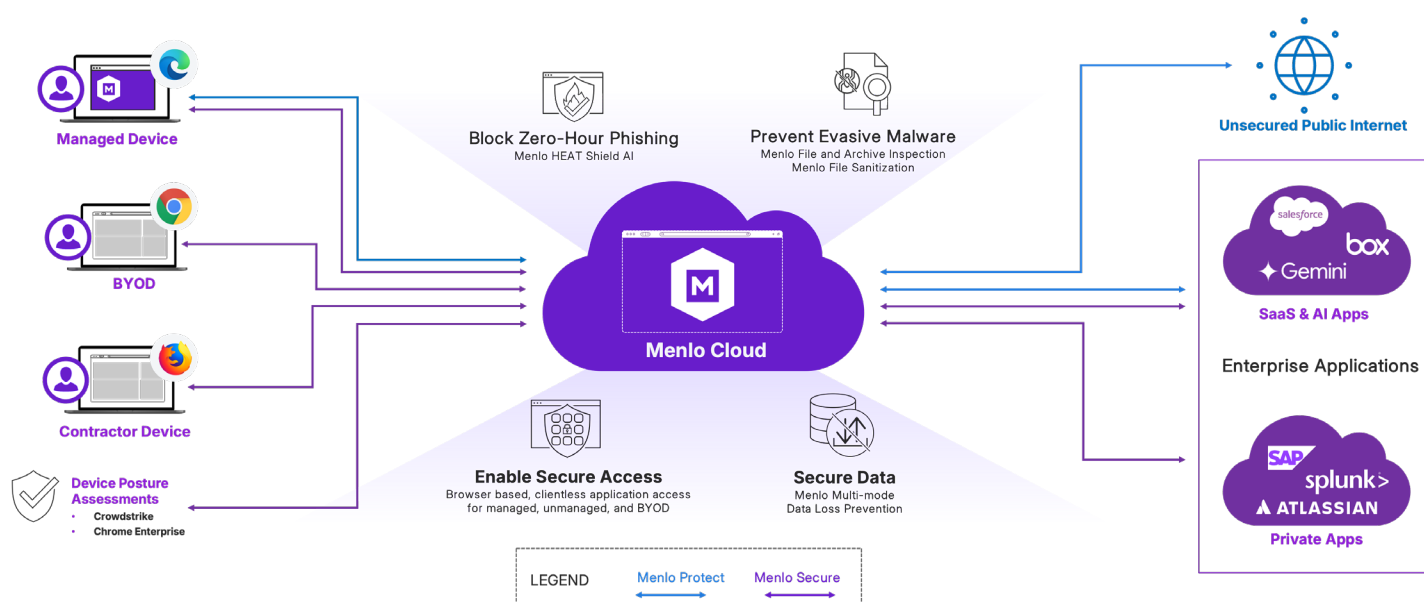 Managed Device
BYOD
Contractor Device
Device Posture
Assessments
• Crowdstrike
• Chrome Enterprise
Block Zero-Hour Phishing
Menlo HEAT Shield AI
Prevent Evasive Malware
Menlo File and Archive Inspection
Menlo File Sanitization
M
M
Menlo Cloud
Enable Secure Access
Browser based, clientless application access
for managed, unmanaged, and BYOD
Secure Data
Menlo Multi-mode
Data Loss Prevention
Unsecured Public Internet
salesforce
box
Gemini
SaaS & AI Apps
Enterprise Applications
SAP
splunk>
ATLASSIAN
Private Apps
LEGEND
Menlo Protect
Menlo Secure